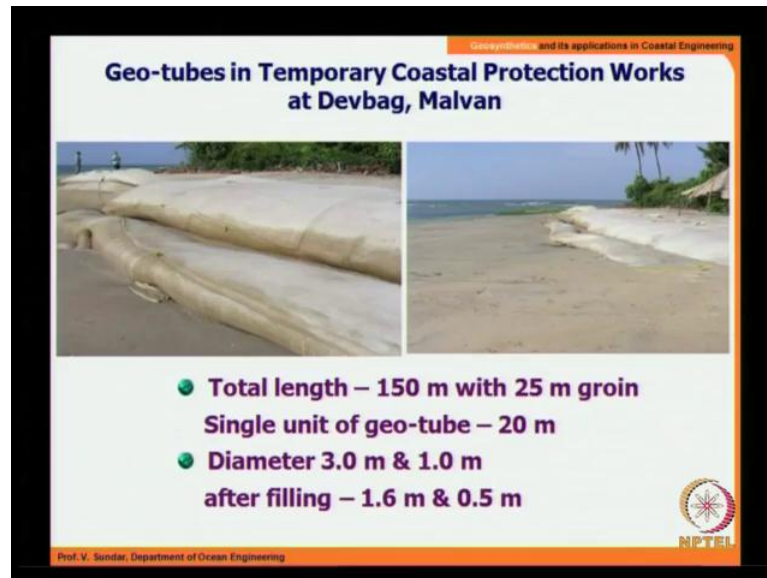 Geosynthetics and its applications in Coastal Engineering
Geo-tubes in Temporary Coastal Protection Works
at Devbag, Malvan
Total length – 150 m with 25 m groin
Single unit of geo-tube – 20 m
Diameter 3.0 m & 1.0 m
after filling – 1.6 m & 0.5 m
NPTEL
Prof. V. Sundar, Department of Ocean Engineering